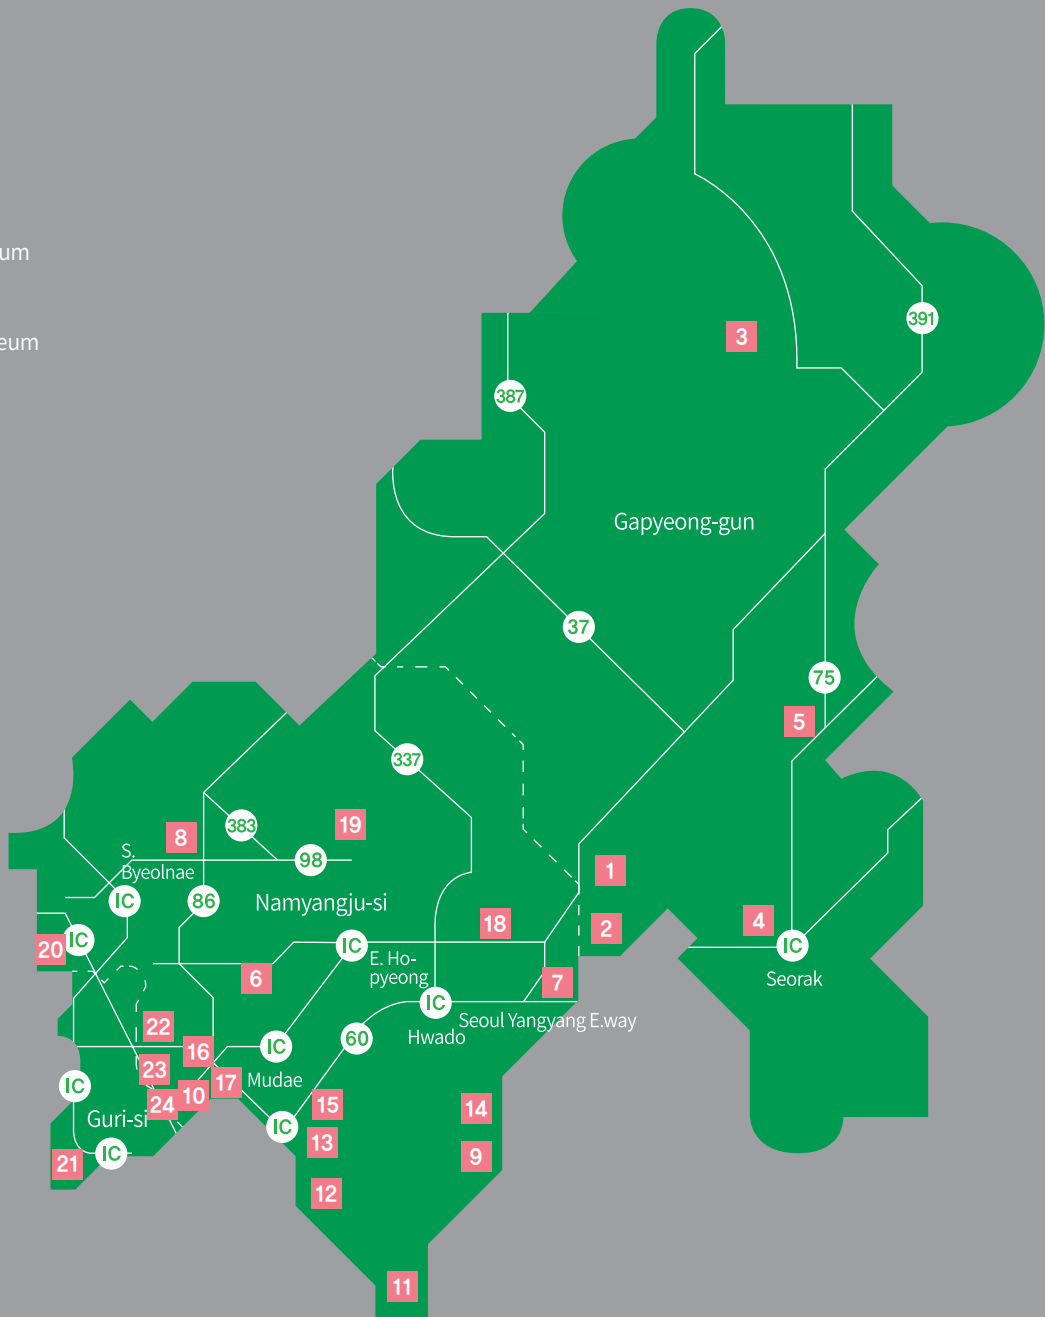 um
eum
391
3
387
Gapyeong-gun
37
75
5
337
19
383
8
S.
Byeolnae
98
1
IC
86
Namyangju-si
4
18
2
20
IC
IC
E. Ho-
pyeong
IC
Seorak
6
7
IC
Seoul Yangyang E.way
Hwado
22
60
16
IC
Mudae
23
17
IC
10
24
15
14
Guri-si
IC
13
IC
9
21
12
11